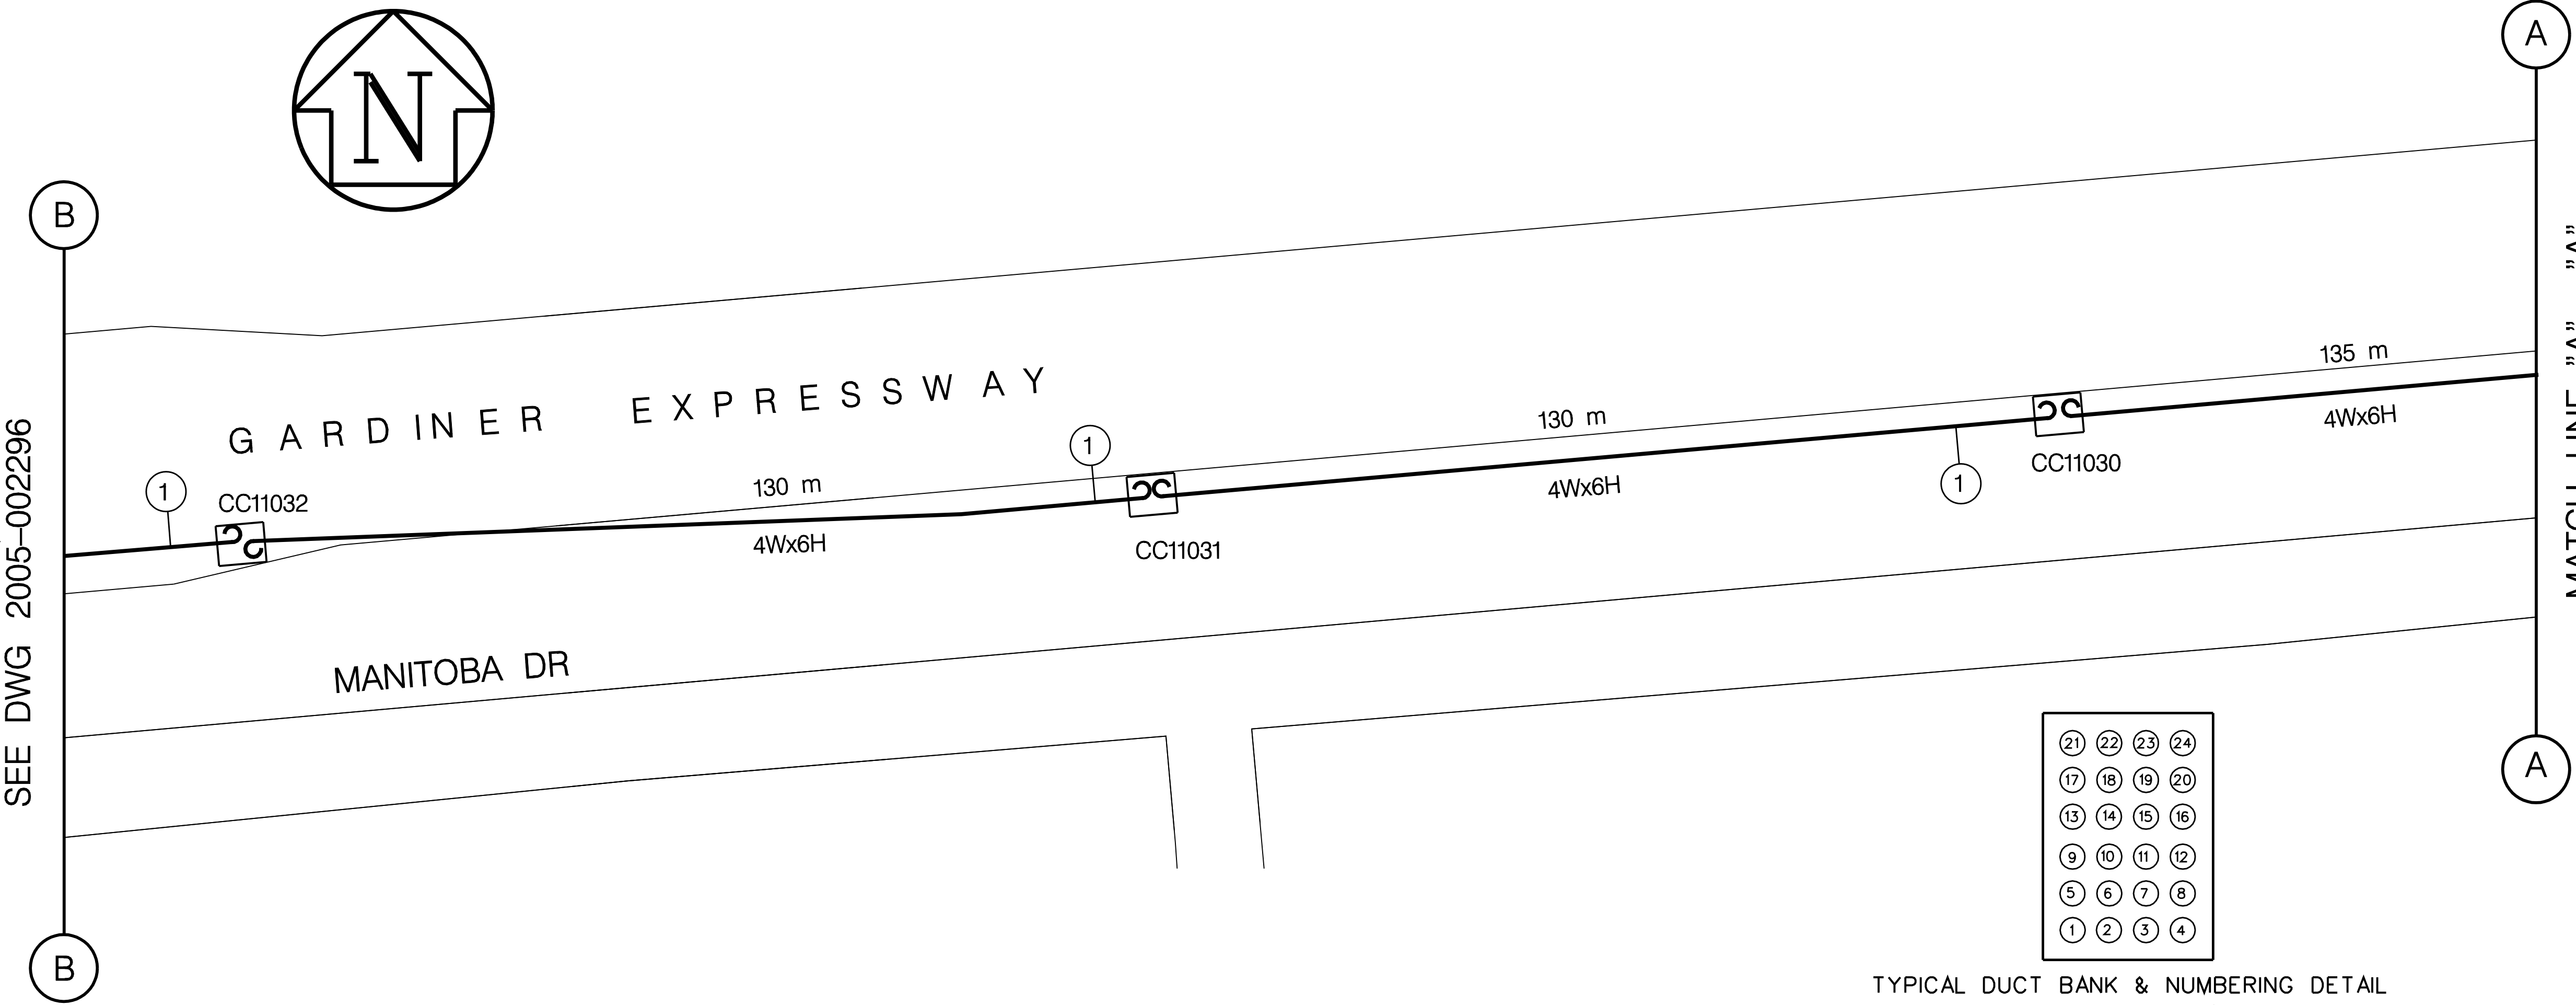 N
A
B
"A" "A"
135 m
GARDINER EXPRESSWAY
130 m
4Wx6H
1
CC11030
130 m
4Wx6H
1
CC11032
1
CC11031
4Wx6H
SEE DWG 2005-002296
MANITOBA DR
21 22 23 24
17 18 19 20
13 14 15 16
9 10 11 12
5 6 7 8
1 2 3 4
A
B
TYPICAL DUCT BANK & NUMBERING DETAIL